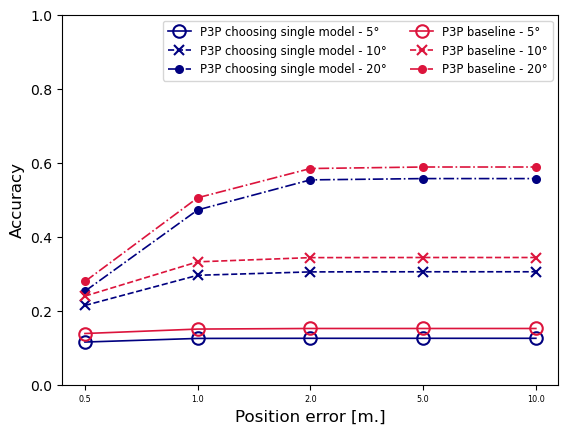 P3P choosing single model - 5°
P3P choosing single model - 10°
P3P choosing single model - 20°
P3P baseline - 5°
P3P baseline - 10°
P3P baseline - 20°
1.0
0.8
0.6
0.4
0.2
0.0
Accuracy
0.5 1.0 2.0 5.0 10.0
Position error [m.]